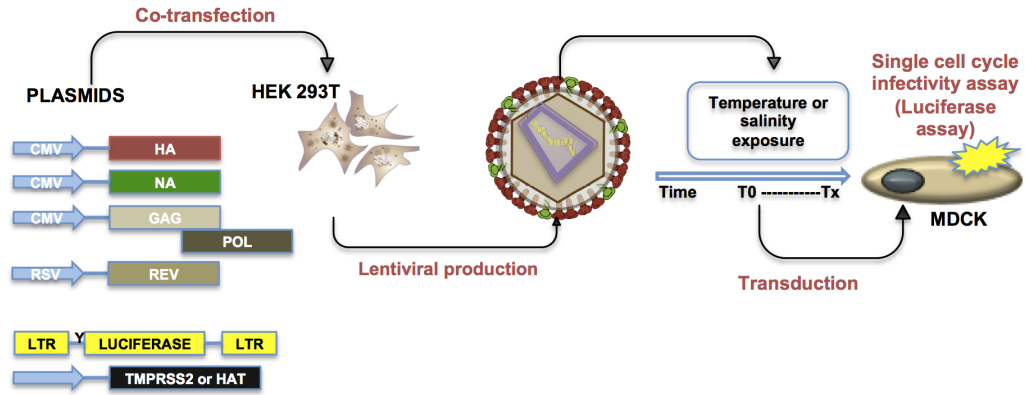 Co-transfection
PLASMIDS
HEK 293T
CMV HA
CMV NA
CMV GAG
POL
RSV REV
LTR Y LUCIFERASE LTR
TMPRSS2 or HAT
Lentiviral production
Temperature or
salinity
exposure
Time T0 -----------Tx
Transduction
Single cell cycle
infectivity assay
(Luciferase
assay)
MDCK